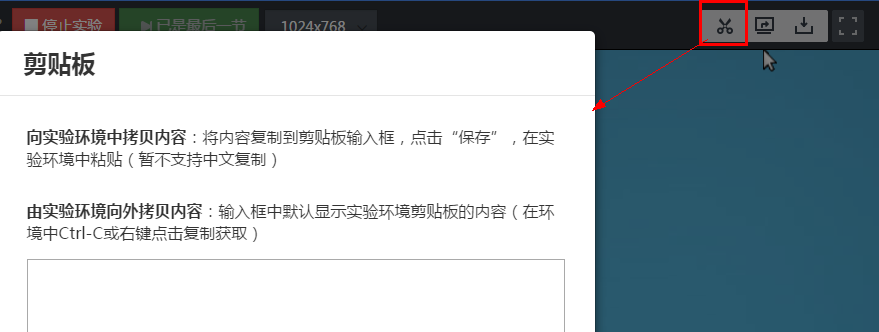 停止实验
已是最后一节
1024x768
剪贴板
向实验环境中拷贝内容：将内容复制到剪贴板输入框，点击“保存”，在实
验环境中粘贴（暂不支持中文复制）
由实验环境向外拷贝内容：输入框中默认显示实验环境剪贴板的内容（在环
境中Ctrl-C或右键点击复制获取）